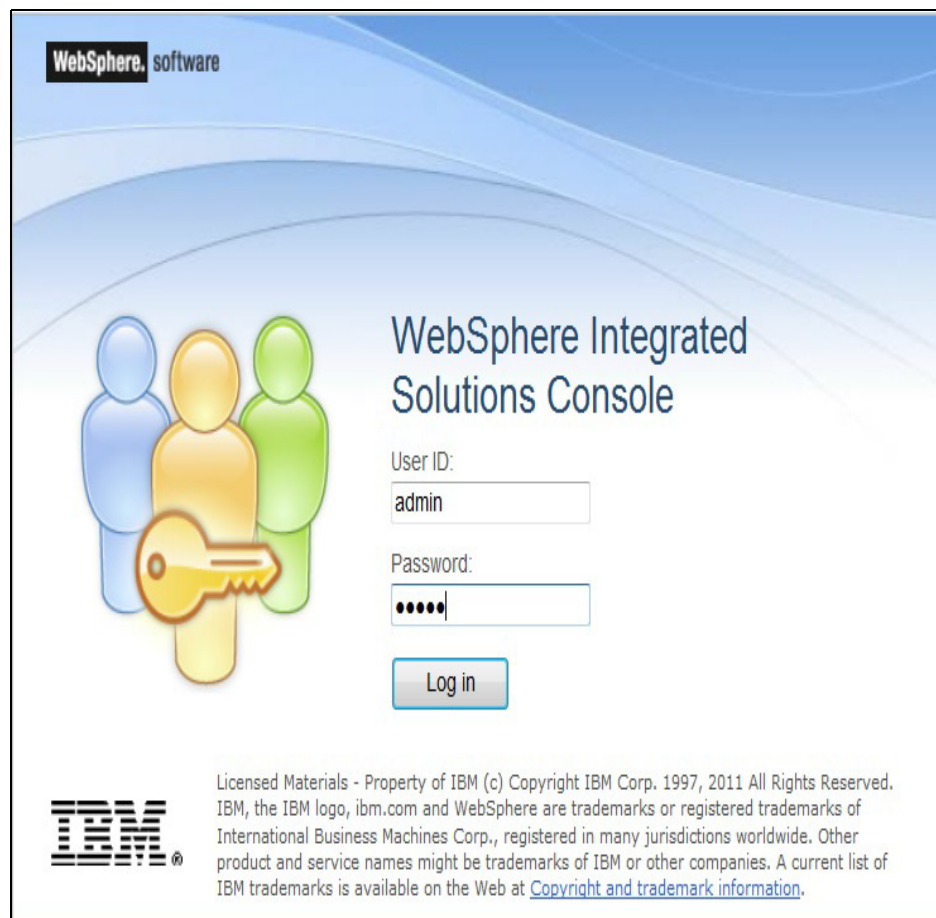 WebSphere. software
WebSphere Integrated
Solutions Console
User ID:
admin
Password:
•••••
Log in
Licensed Materials - Property of IBM (c) Copyright IBM Corp. 1997, 2011 All Rights Reserved.
IBM, the IBM logo, ibm.com and WebSphere are trademarks or registered trademarks of
International Business Machines Corp., registered in many jurisdictions worldwide. Other
product and service names might be trademarks of IBM or other companies. A current list of
IBM trademarks is available on the Web at Copyright and trademark information.
IBM®